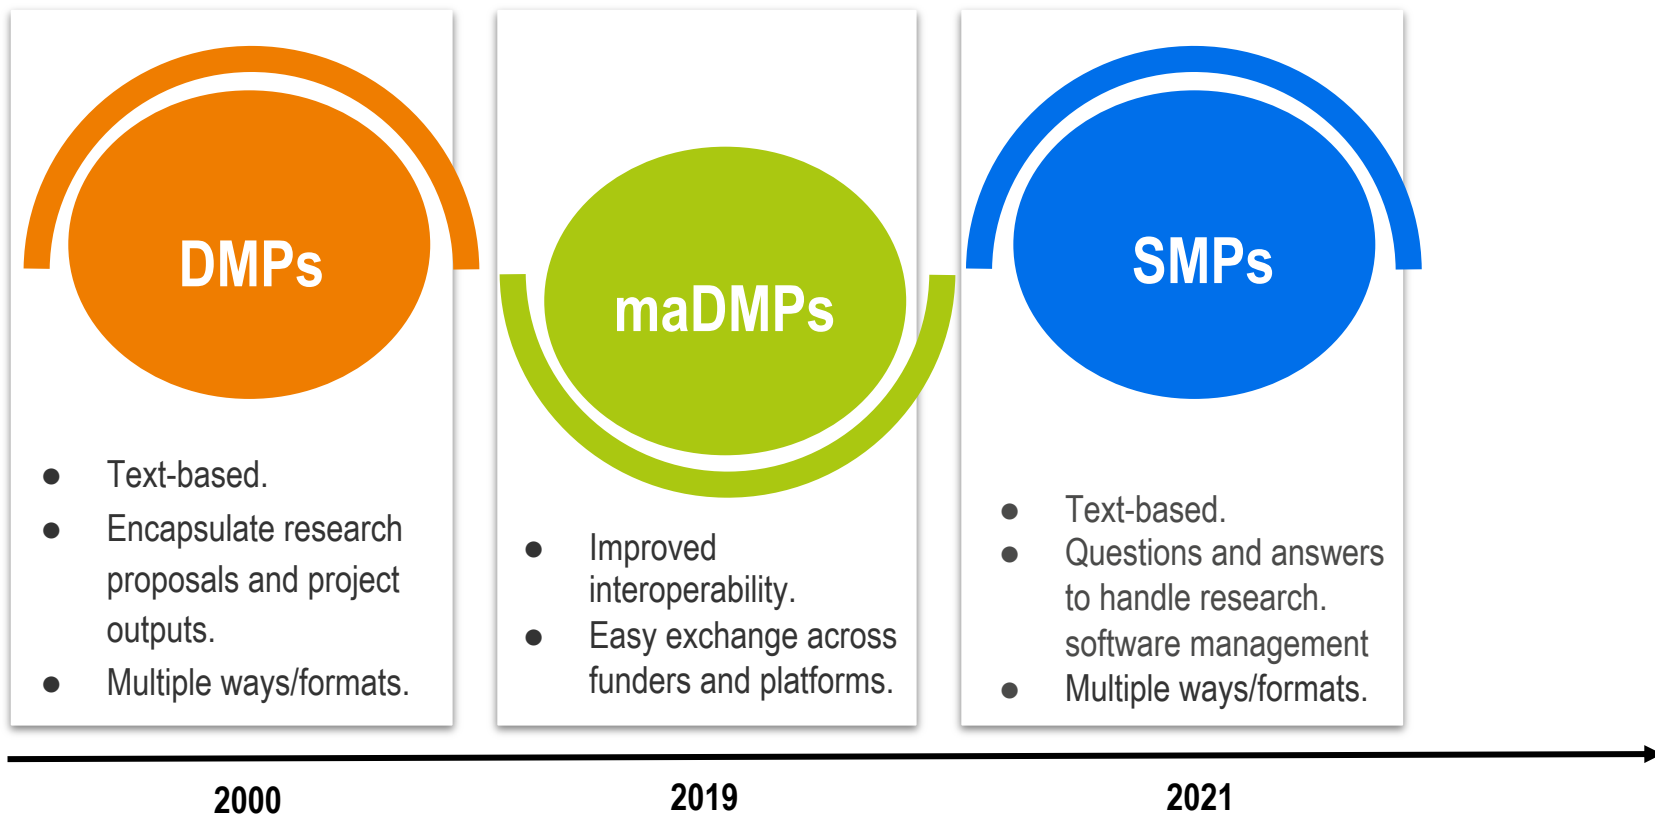 DMPs
● Text-based.
● Encapsulate research
proposals and project
outputs.
● Multiple ways/formats.
maDMPs
● Improved
interoperability.
● Easy exchange across
funders and platforms.
SMPs
● Text-based.
● Questions and answers
to handle research.
software management
● Multiple ways/formats.
2000
2019
2021